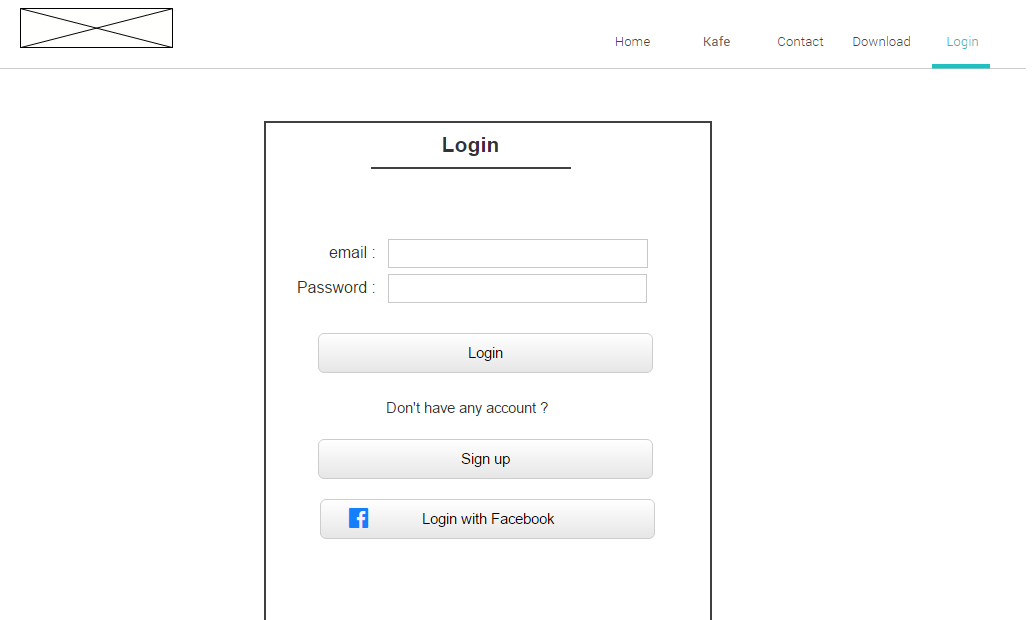 Home Kafe Contact Download Login
Login
email :
Password :
Login
Don't have any account ?
Sign up
Login with Facebook